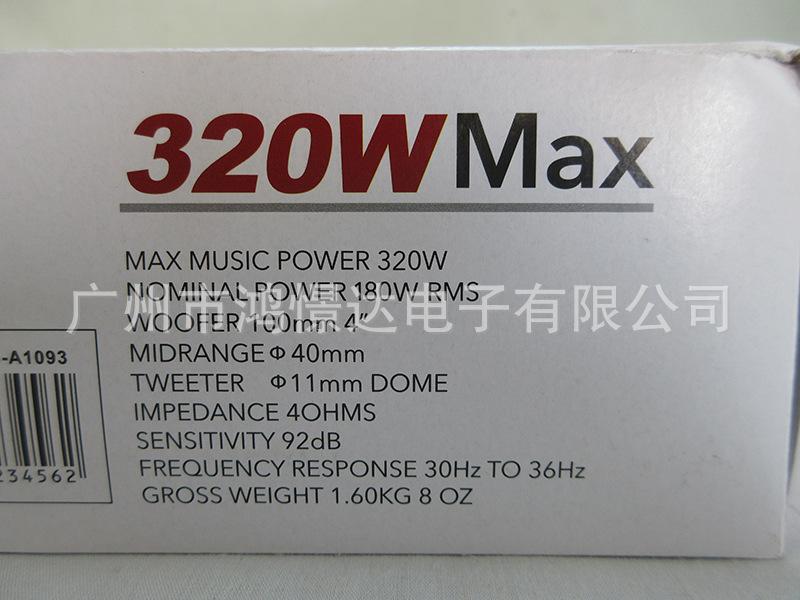 320W Max
MAX MUSIC POWER 320W
NOMINAL POWER 180W RMS
广州市鸿愭达电子有限公司
WOOFER 100mm 4"
MIDRANGE Φ 40mm
-A1093
TWEETER Φ11mm DOME
IMPEDANCE 4OHMS
SENSITIVITY 92dB
FREQUENCY RESPONSE 30Hz TO 36Hz
234562
GROSS WEIGHT 1.60KG 8 OZ